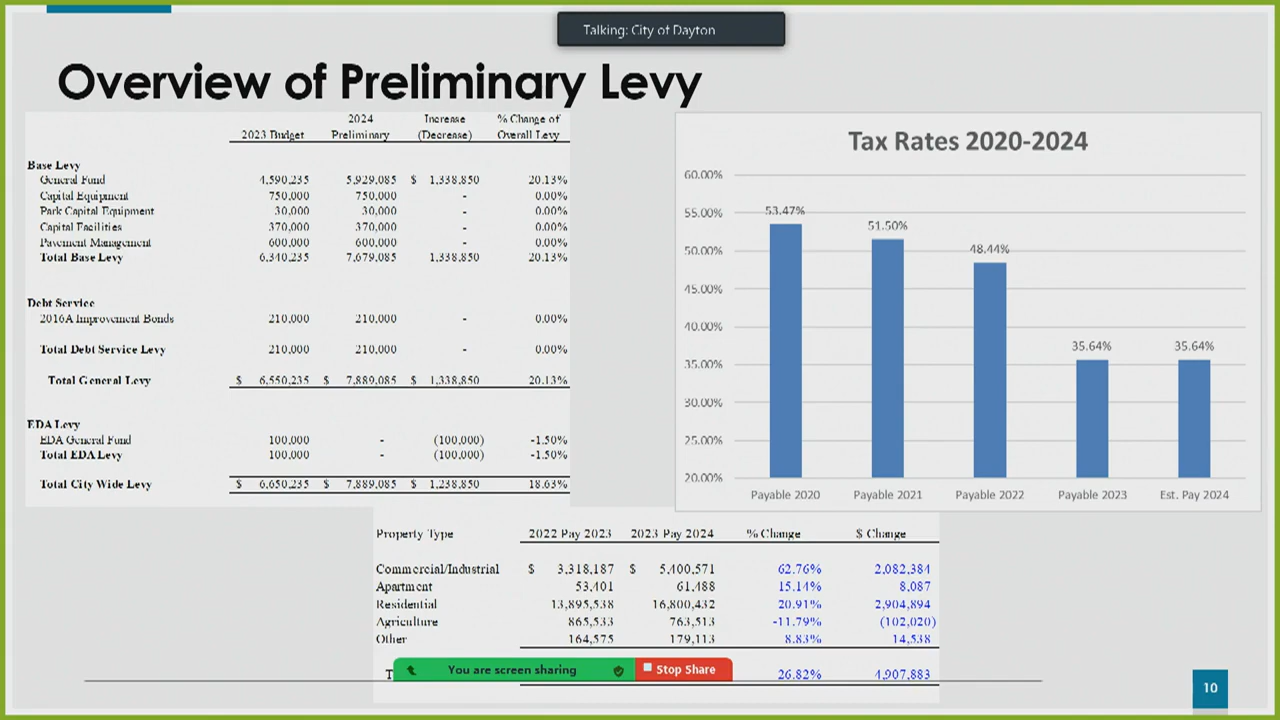 Talking: City of Dayton
Overview of Preliminary Levy
2023 Budget 2024 Preliminary Increase (Decrease) % Change of Overall Levy
Base Levy
General Fund 4,590,235 5,929,085 $ 1,338,850 20.13%
Capital Equipment 750,000 750,000 - 0.00%
Park Capital Equipment 30,000 30,000 - 0.00%
Capital Facilities 370,000 370,000 - 0.00%
Pavement Management 600,000 600,000 - 0.00%
Total Base Levy 6,340,235 7,679,085 1,338,850 20.13%
Debt Service
2016A Improvement Bonds 210,000 210,000 - 0.00%
Total Debt Service Levy 210,000 210,000 - 0.00%
Total General Levy $ 6,550,235 $ 7,889,085 $ 1,338,850 20.13%
EDA Levy
EDA General Fund 100,000 - (100,000) -1.50%
Total EDA Levy 100,000 - (100,000) -1.50%
Total City Wide Levy $ 6,650,235 $ 7,889,085 $ 1,238,850 18.63%
Tax Rates 2020-2024
60.00%
55.00%
50.00%
45.00%
40.00%
35.00%
30.00%
25.00%
20.00%
53.47% 51.50% 48.44% 35.64% 35.64%
Payable 2020 Payable 2021 Payable 2022 Payable 2023 Est. Pay 2024
Property Type 2022 Pay 2023 2023 Pay 2024 % Change $ Change
Commercial/Industrial $ 3,318,187 $ 5,400,571 62.76% 2,082,384
Apartment 53,401 61,488 15.14% 8,087
Residential 13,895,538 16,800,432 20.91% 2,904,894
Agriculture 865,533 763,513 -11.79% (102,020)
Other 164,575 179,113 8.83% 14,538
26.82% 4,907,883
You are screen sharing Stop Share
10